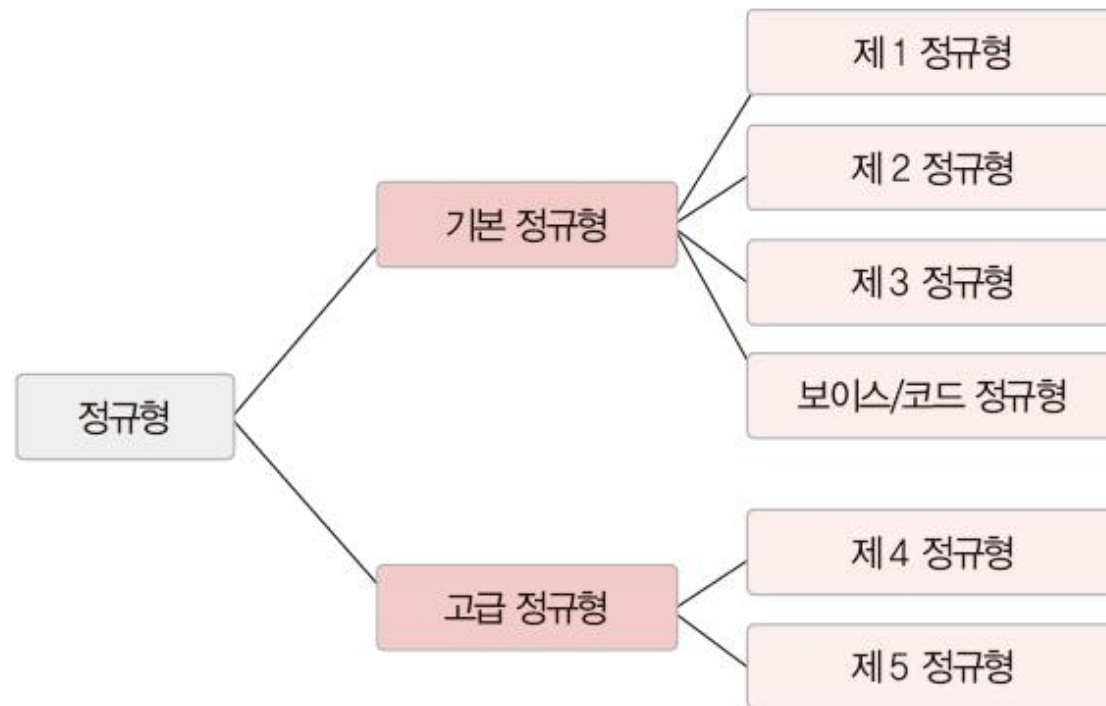 제 1 정규형
제 2 정규형
기본 정규형
제 3 정규형
보이스/코드 정규형
정규형
제 4 정규형
고급 정규형
제 5 정규형